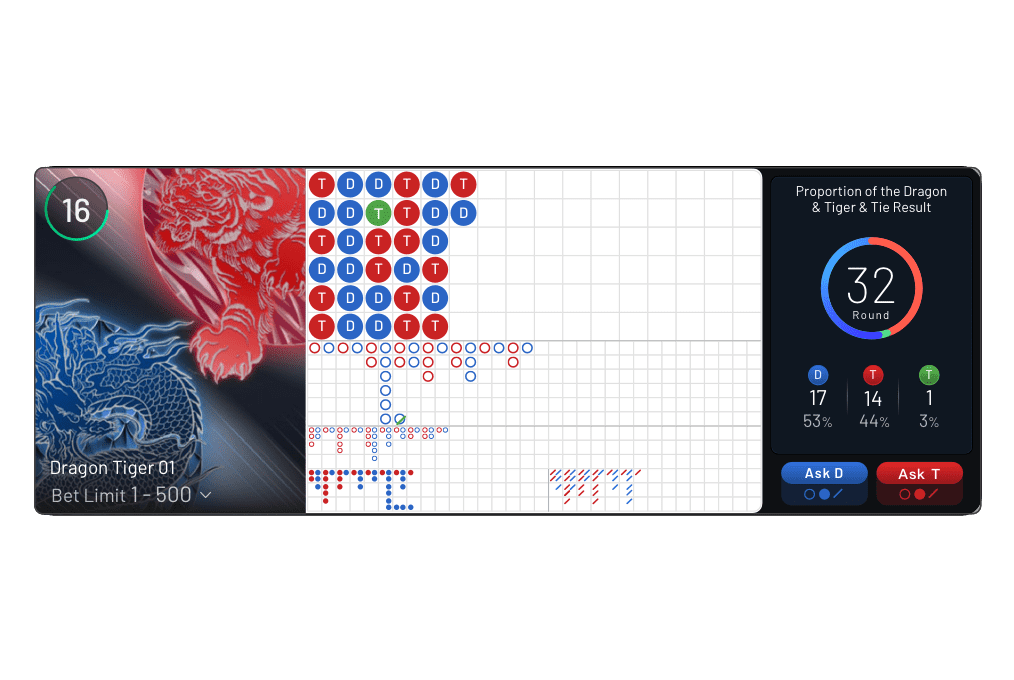 16
Dragon Tiger 01
Bet Limit 1 - 500
T D D T D T
D D T T D D
T D T T D
D D T D T
T D D T D
T D D T T
Proportion of the Dragon
& Tiger & Tie Result
32
Round
D T T
17 14 1
53% 44% 3%
Ask D Ask T